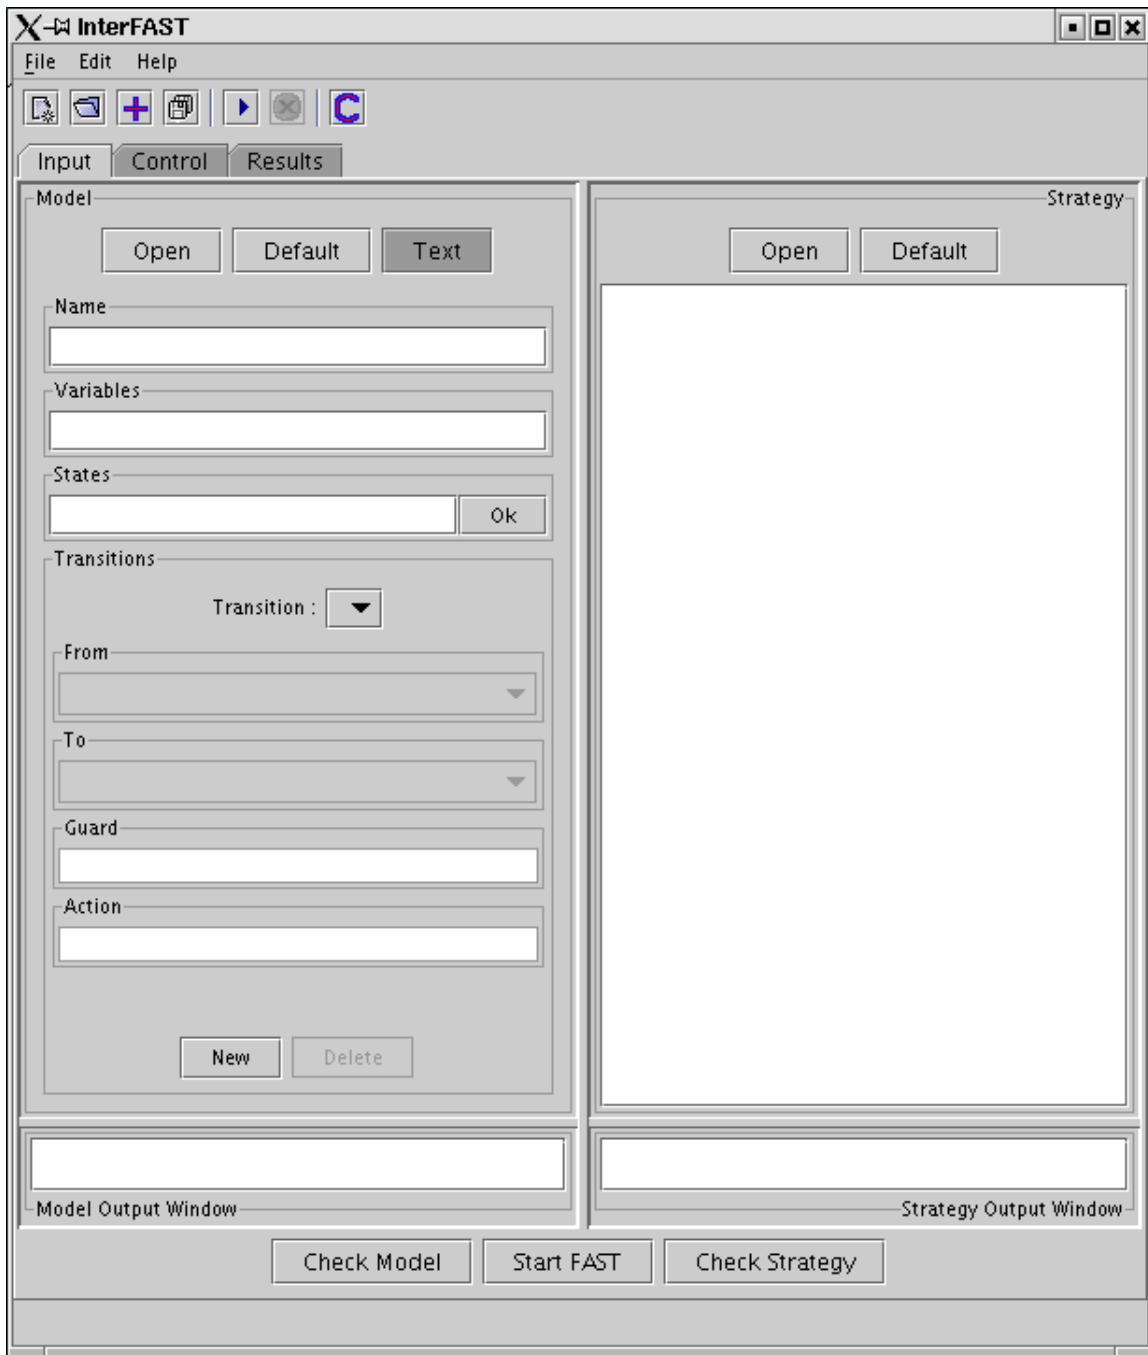 InterFAST
File Edit Help
Input Control Results
Model
Open Default Text
Name
Variables
States
Ok
Transitions
Transition :
From
To
Guard
Action
New Delete
Model Output Window
Strategy
Open Default
Strategy Output Window
Check Model Start FAST Check Strategy